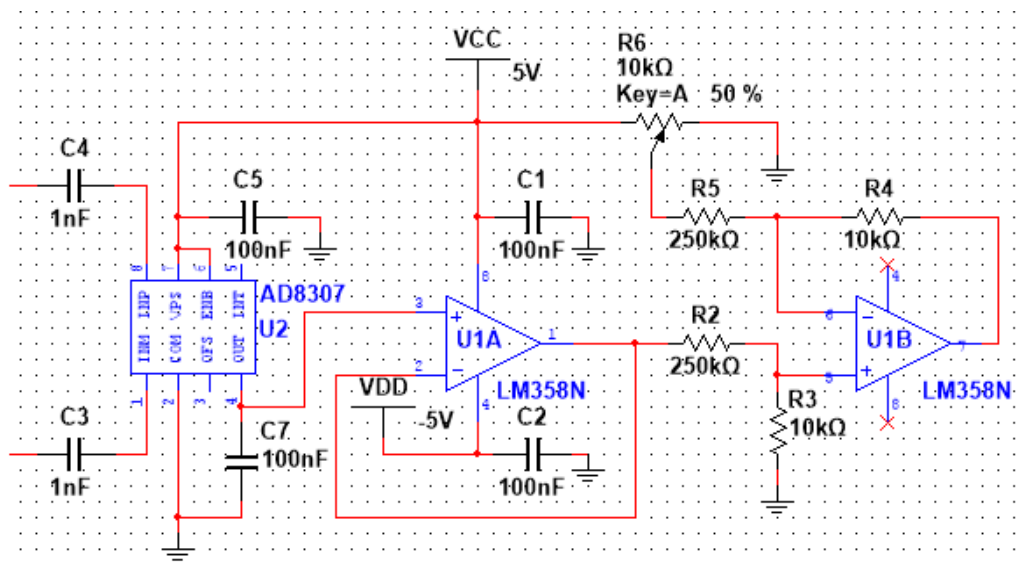 VCC
5V
R6
10kΩ
Key=A 50 %
C4
1nF
C5
100nF
C1
100nF
R5
250kΩ
R4
10kΩ
8
7
6
5
INP
VPS
ENB
INT
INM
COM
OFS
OUT
1
2
3
4
AD8307
U2
8
3
+
U1A
1
2
−
4
LM358N
R2
250kΩ
4
6
−
U1B
7
5
+
8
LM358N
VDD
-5V
C3
1nF
C7
100nF
C2
100nF
R3
10kΩ